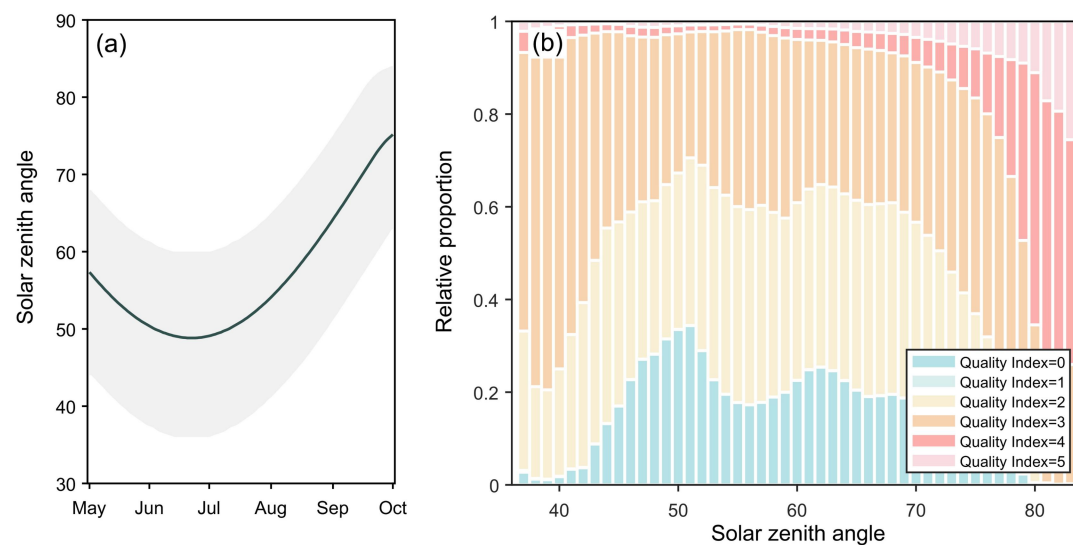 (a)
Solar zenith angle
90
80
70
60
50
40
30
May Jun Jul Aug Sep Oct
(b)
Relative proportion
1
0.8
0.6
0.4
0.2
0
40 50 60 70 80
Solar zenith angle
Quality Index=0
Quality Index=1
Quality Index=2
Quality Index=3
Quality Index=4
Quality Index=5